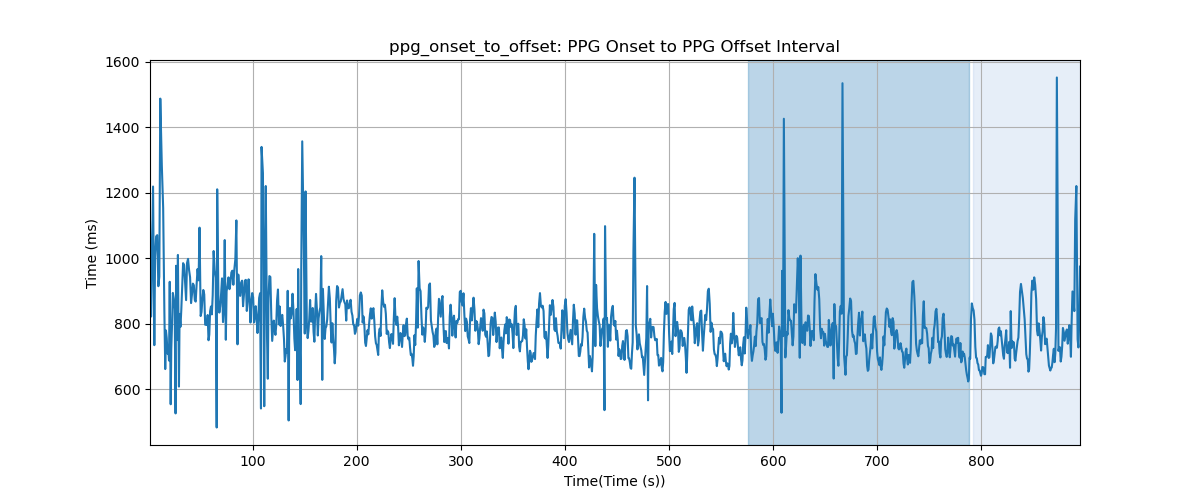 ppg_onset_to_offset: PPG Onset to PPG Offset Interval
1600
1400
1200
1000
800
600
Time (ms)
100 200 300 400 500 600 700 800
Time(Time (s))